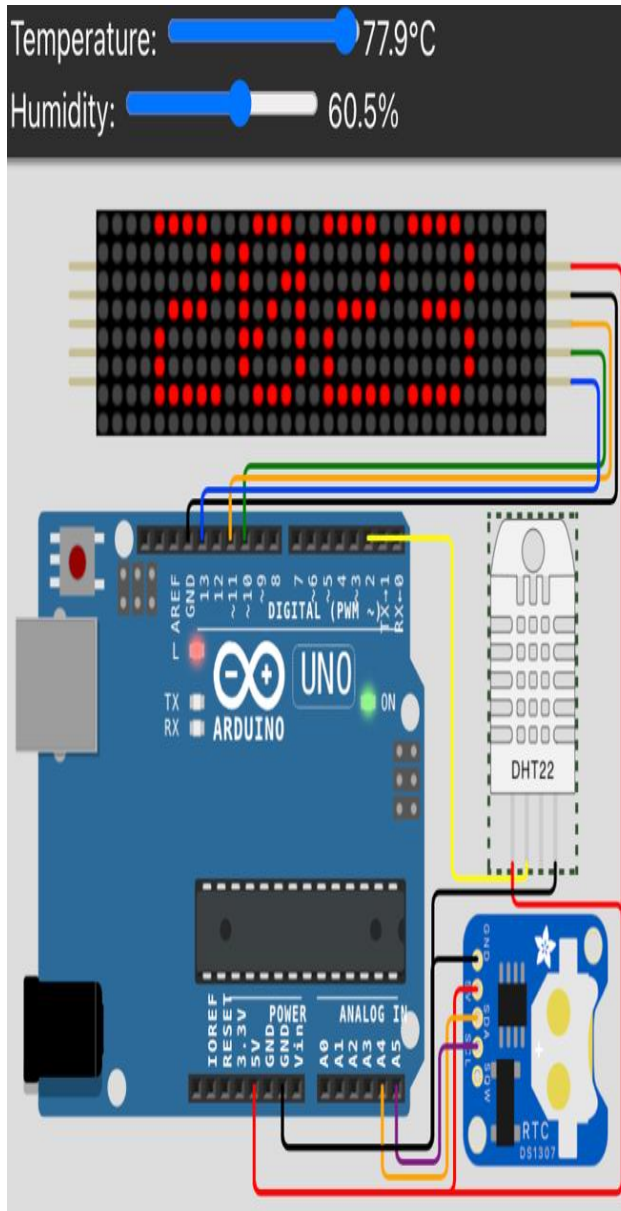 Temperature: 77.9°C
Humidity: 60.5%
2023
AREF
GND
13
12
~11
~10
~9
8
7
~6
~5
4
~3
2
TX→1
RX←0
DIGITAL (PWM ~)
L
TX
RX
UNO
ON
ARDUINO
DHT22
IOREF
RESET
3.3V
5V
GND
GND
Vin
POWER
ANALOG IN
A0
A1
A2
A3
A4
A5
GND
5V
SDA
SCL
SQW
RTC
DS1307